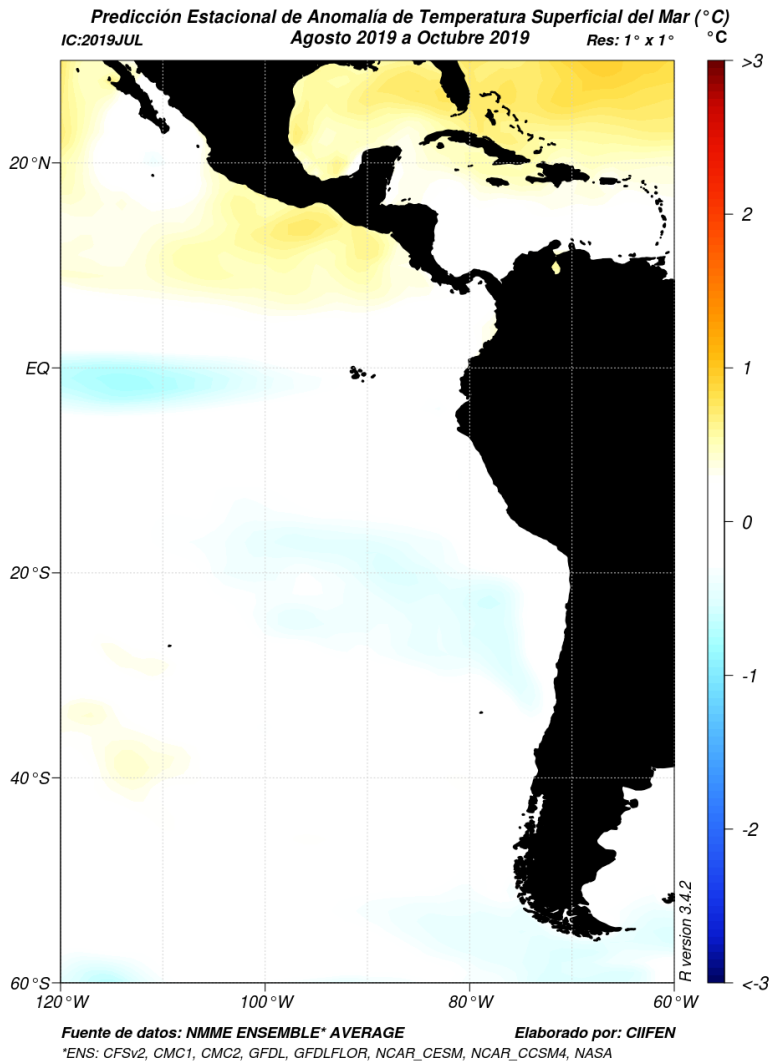 Predicción Estacional de Anomalía de Temperatura Superficial del Mar (°C)
IC:2019JUL Agosto 2019 a Octubre 2019 Res: 1° x 1° °C
>3
20°N
2
1
EQ
0
20°S
-1
40°S
-2
R version 3.4.2
60°S
<-3
120°W 100°W 80°W 60°W
Fuente de datos: NMME ENSEMBLE* AVERAGE Elaborado por: CIIFEN
*ENS: CFSv2, CMC1, CMC2, GFDL, GFDLFLOR, NCAR_CESM, NCAR_CCSM4, NASA